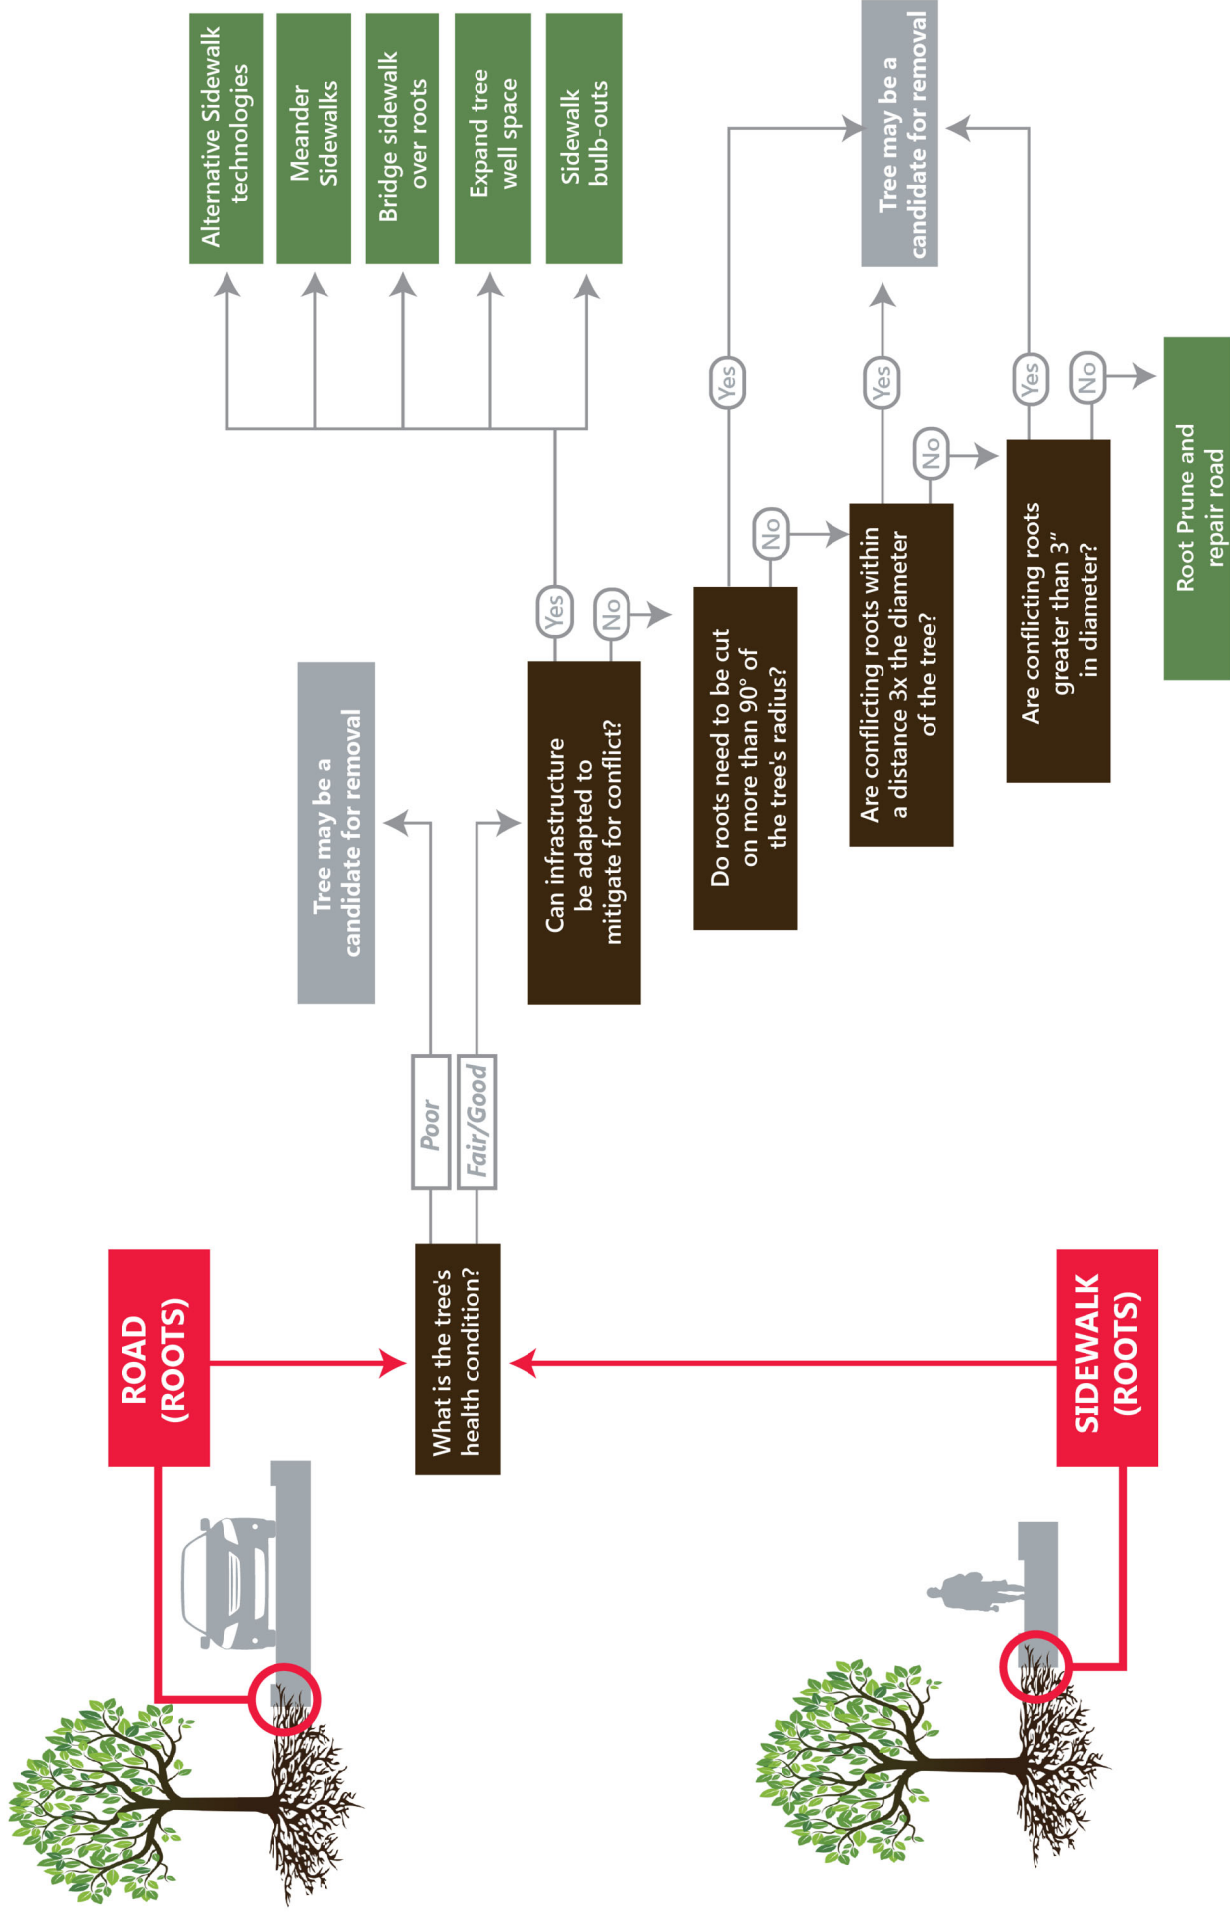 ROAD
(ROOTS)
SIDEWALK
(ROOTS)
What is the tree's
health condition?
Poor
Fair/Good
Tree may be a
candidate for removal
Can infrastructure
be adapted to
mitigate for conflict?
Yes
No
Alternative Sidewalk
technologies
Meander
Sidewalks
Bridge sidewalk
over roots
Expand tree
well space
Sidewalk
bulb-outs
Do roots need to be cut
on more than 90° of
the tree's radius?
Yes
No
Are conflicting roots within
a distance 3x the diameter
of the tree?
Yes
No
Are conflicting roots
greater than 3”
in diameter?
Yes
No
Tree may be a
candidate for removal
Root Prune and
repair road